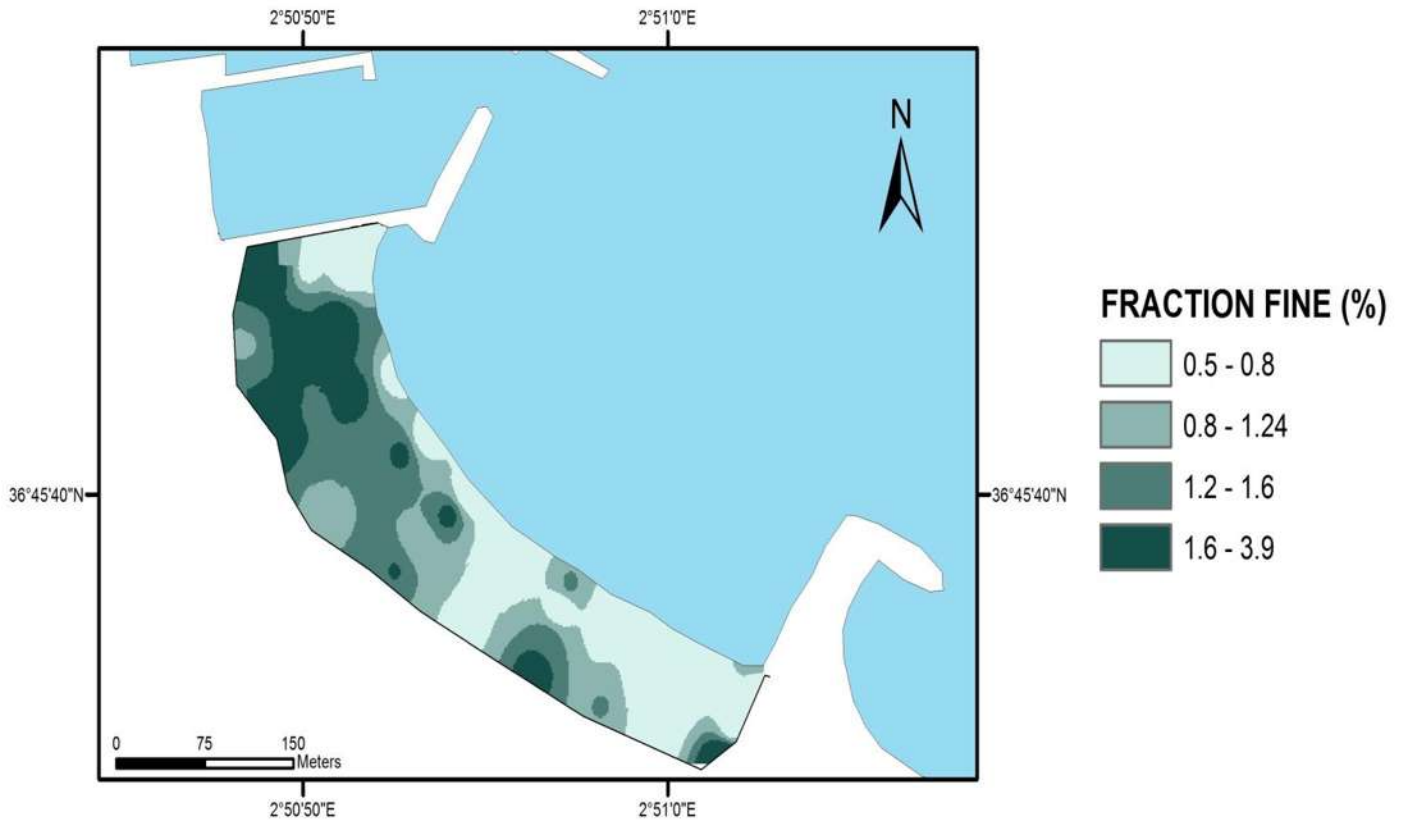 2°50'50"E
2°51'0"E
N
FRACTION FINE (%)
0.5 - 0.8
0.8 - 1.24
1.2 - 1.6
1.6 - 3.9
36°45'40"N
36°45'40"N
0 75 150
Meters
2°50'50"E
2°51'0"E